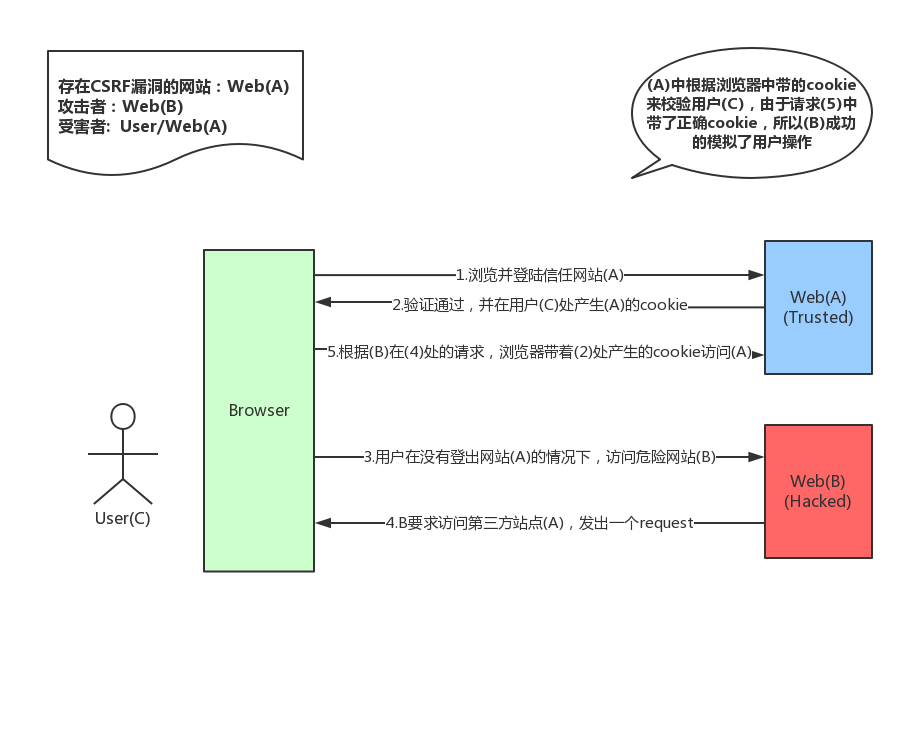 存在CSRF漏洞的网站：Web(A)
攻击者：Web(B)
受害者:  User/Web(A)
(A)中根据浏览器中带的cookie
来校验用户(C)，由于请求(5)中
带了正确cookie，所以(B)成功
的模拟了用户操作
1.浏览并登陆信任网站(A)
2.验证通过，并在用户(C)处产生(A)的cookie
Web(A)
(Trusted)
5.根据(B)在(4)处的请求，浏览器带着(2)处产生的cookie访问(A)
Browser
3.用户在没有登出网站(A)的情况下，访问危险网站(B)
Web(B)
(Hacked)
4.B要求访问第三方站点(A)，发出一个request
User(C)